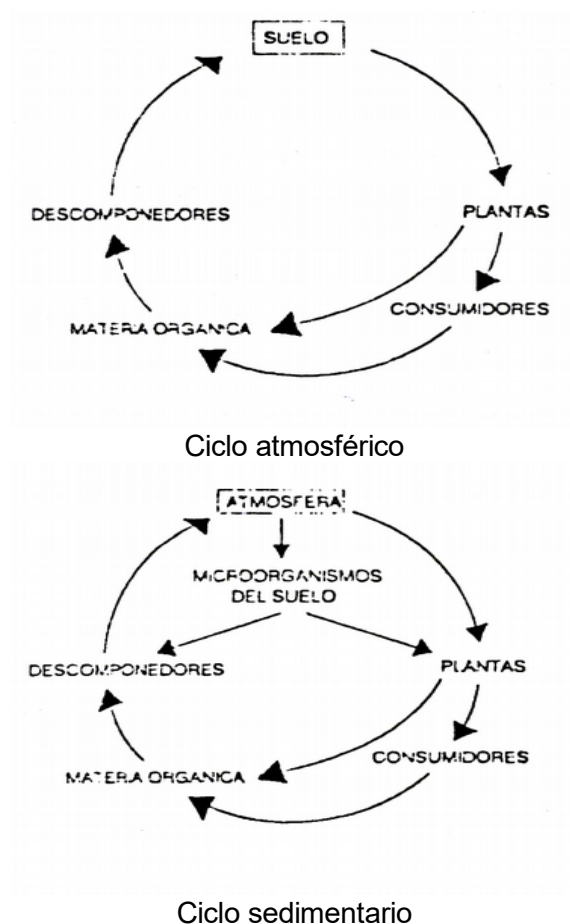 SUELO
DESCOMPONEDORES
PLANTAS
CONSUMIDORES
MATERIA ORGANICA
Ciclo atmosférico
ATMOSFERA
MICROORGANISMOS
DEL SUELO
DESCOMPONEDORES
PLANTAS
CONSUMIDORES
MATERIA ORGANICA
Ciclo sedimentario